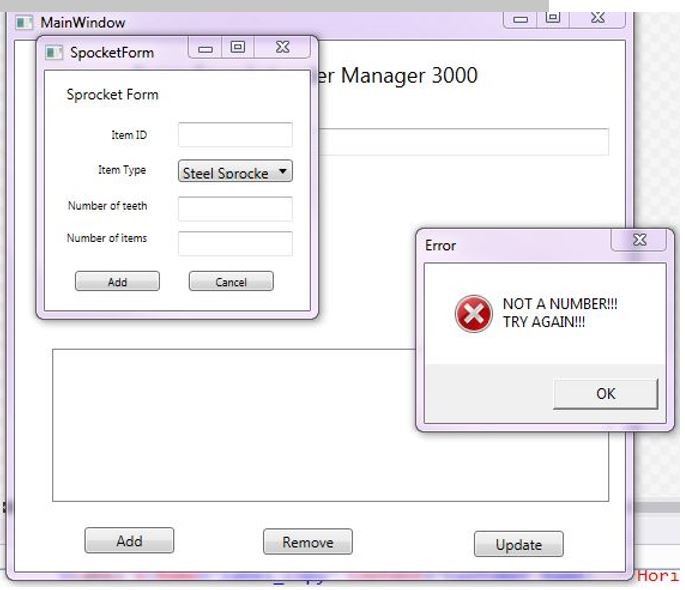 MainWindow
SpocketForm
er Manager 3000
Sprocket Form
Item ID
Item Type
Steel Sprocke
Number of teeth
Number of items
Add
Cancel
Error
NOT A NUMBER!!!
TRY AGAIN!!!
OK
Add
Remove
Update
Hori